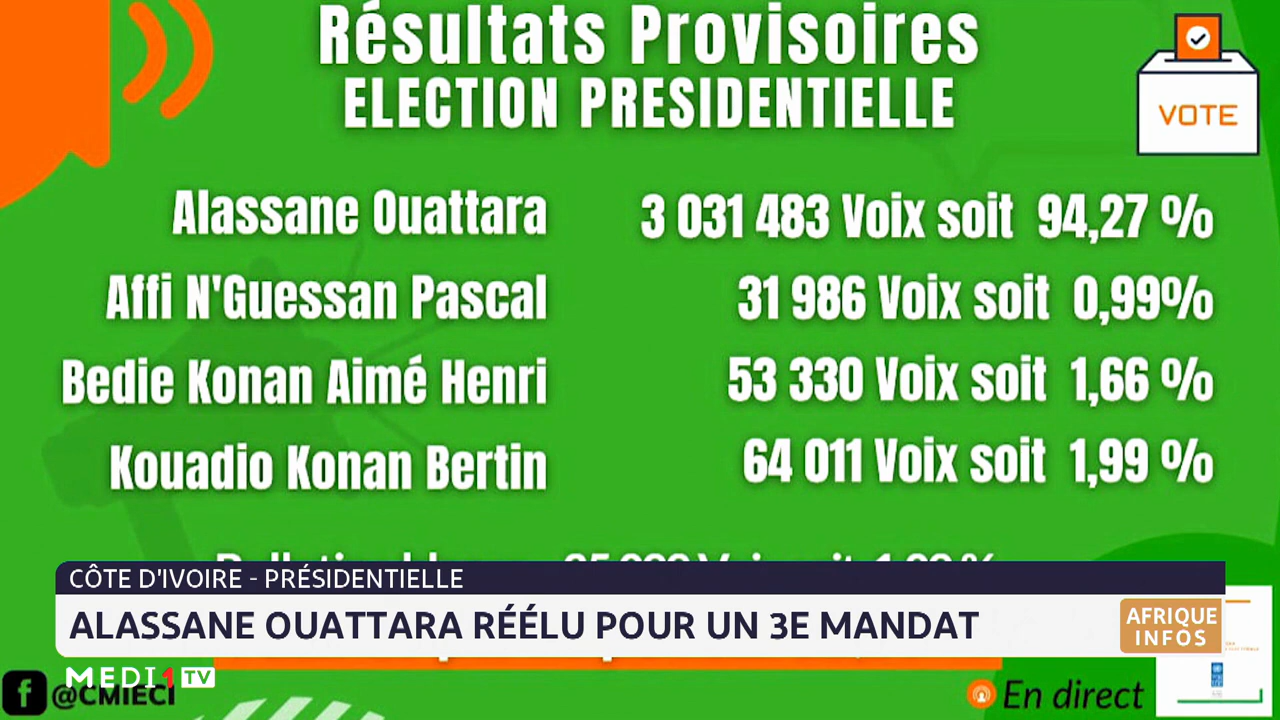 Résultats Provisoires
ELECTION PRESIDENTIELLE
VOTE
Alassane Ouattara 3 031 483 Voix soit 94,27 %
Affi N'Guessan Pascal 31 986 Voix soit 0,99%
Bedie Konan Aimé Henri 53 330 Voix soit 1,66 %
Kouadio Konan Bertin 64 011 Voix soit 1,99 %
CÔTE D'IVOIRE - PRÉSIDENTIELLE
ALASSANE OUATTARA RÉÉLU POUR UN 3E MANDAT
AFRIQUE
INFOS
MEDI1 TV
@CMIECI
En direct